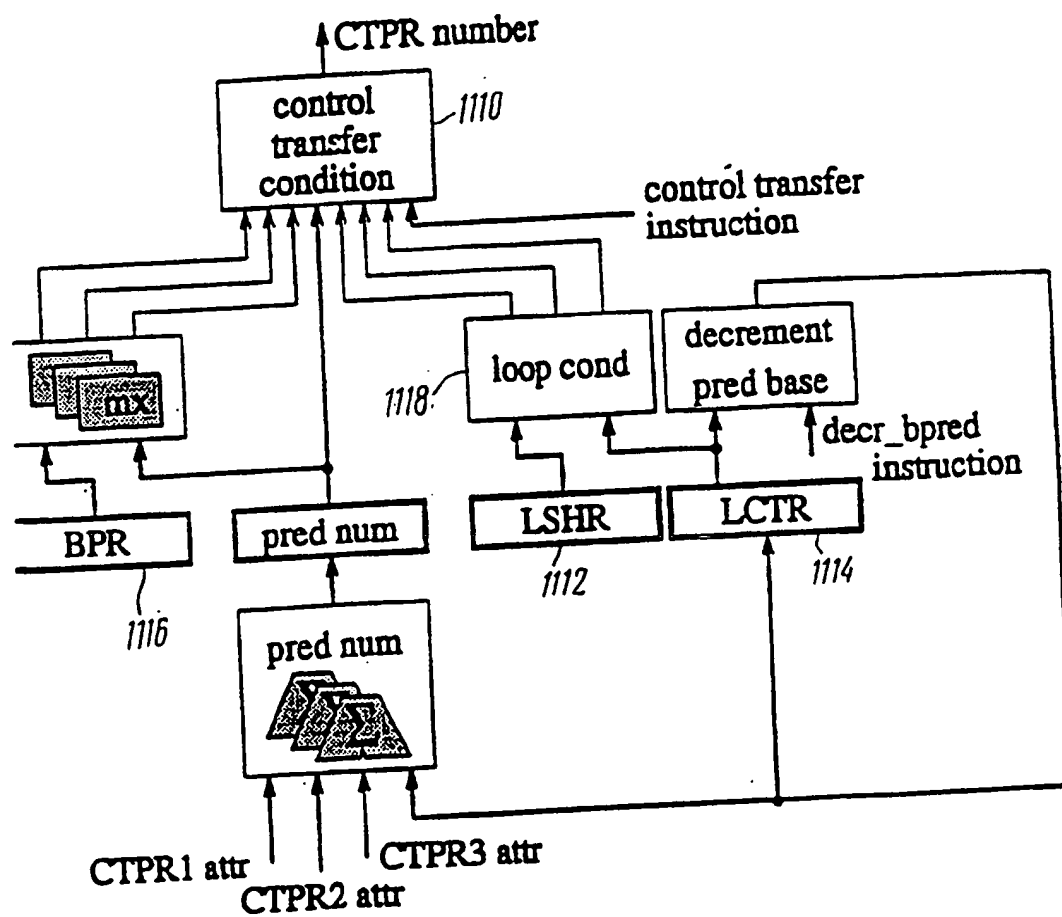 CTPR number
control
transfer
condition
1110
control transfer
instruction
mx
loop cond
1118
decrement
pred base
decr_bpred
instruction
BPR
1116
pred num
LSHR
1112
LCTR
1114
pred num
Σ
Σ
Σ
CTPR1 attr
CTPR2 attr
CTPR3 attr